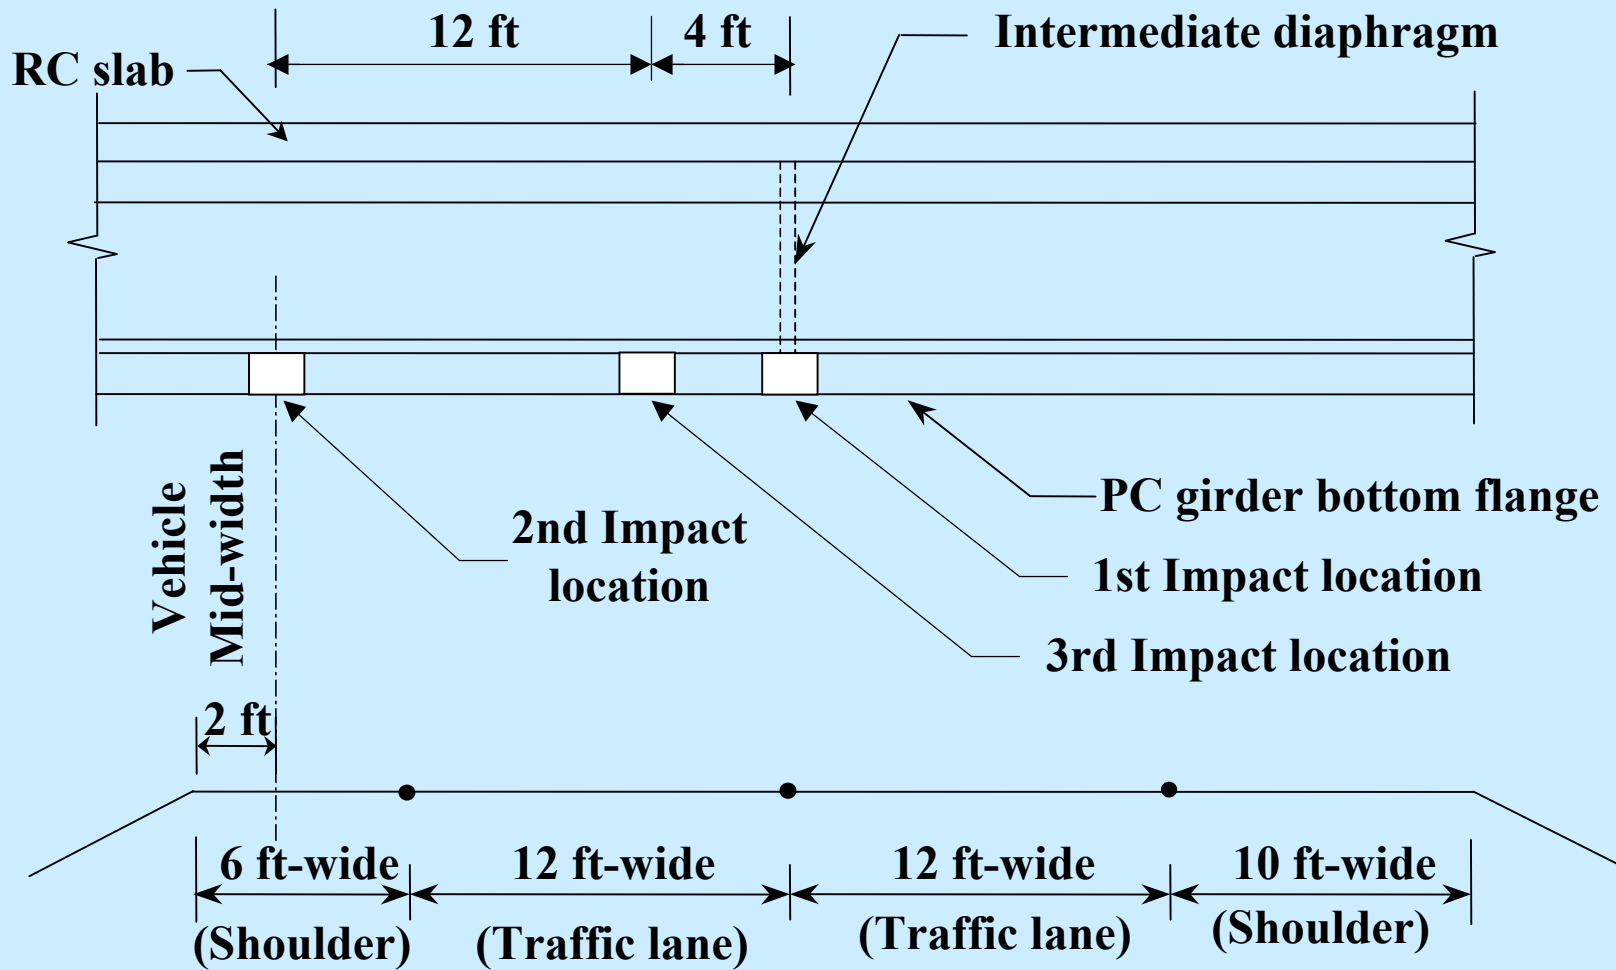 12 ft
4 ft
Intermediate diaphragm
RC slab
PC girder bottom flange
2nd Impact
location
1st Impact location
3rd Impact location
Vehicle
Mid-width
2 ft
6 ft-wide
12 ft-wide
12 ft-wide
10 ft-wide
(Shoulder)
(Traffic lane)
(Traffic lane)
(Shoulder)